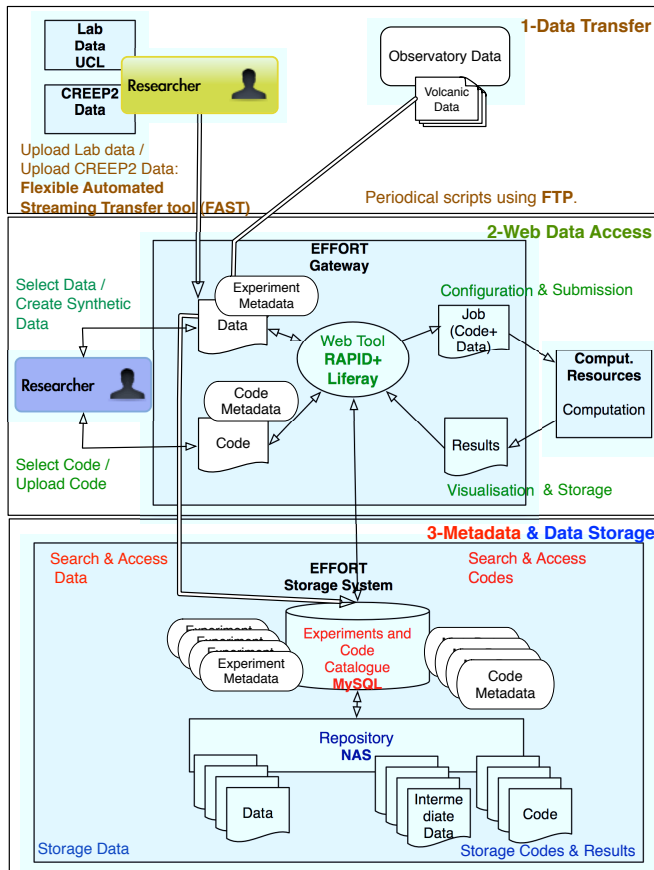 1-Data Transfer
Lab
Data
UCL
CREEP2
Data
Researcher
Observatory Data
Volcanic
Data
Upload Lab data /
Upload CREEP2 Data:
Flexible Automated
Streaming Transfer tool (FAST)
Periodical scripts using FTP.
2-Web Data Access
EFFORT
Gateway
Select Data /
Create Synthetic
Data
Experiment
Metadata
Data
Configuration & Submission
Web Tool
RAPID+
Liferay
Job
(Code+
Data)
Researcher
Comput.
Resources
Computation
Code
Metadata
Code
Results
Select Code /
Upload Code
Visualisation & Storage
3-Metadata & Data Storage
Search & Access
Data
EFFORT
Storage System
Search & Access
Codes
Experiments and
Code
Catalogue
MySQL
Experiment
Experiment
Metadata
Code
Metadata
Repository
NAS
Data
Interme
diate
Data
Code
Storage Data
Storage Codes & Results